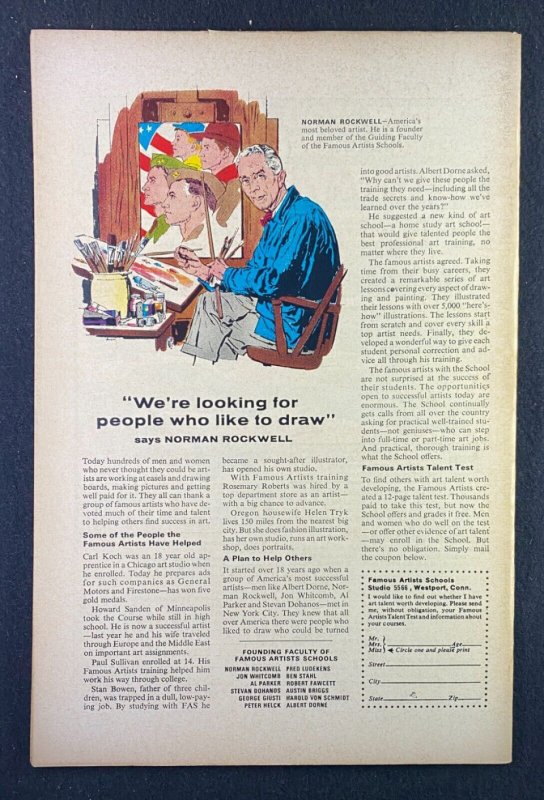 NORMAN ROCKWELL—America's
most beloved artist. He is a founder
and member of the Guiding Faculty
of the Famous Artists Schools.
"We're looking for
people who like to draw"
says NORMAN ROCKWELL
Today hundreds of men and women
who never thought they could be art-
ists are working at easels and drawing
boards, making pictures and getting
well paid for it. They all can thank a
group of famous artists who have de-
voted much of their time and talent
to helping others find success in art.
Some of the People the
Famous Artists Have Helped
Carl Koch was an 18 year old ap-
prentice in a Chicago art studio when
he enrolled. Today he prepares ads
for such companies as General
Motors and Firestone—has won five
gold medals.
Howard Sanden of Minneapolis
took the Course while still in high
school. He is now a successful artist
—last year he and his wife traveled
through Europe and the Middle East
on important art assignments.
Paul Sullivan enrolled at 14. His
Famous Artists training helped him
work his way through college.
Stan Bowen, father of three chil-
dren, was trapped in a dull, low-pay-
ing job. By studying with FAS he
became a sought-after illustrator,
has opened his own studio.
With Famous Artists training
Rosemary Roberts was hired by a
top department store as an artist—
with a big chance to advance.
Oregon housewife Helen Tryk
lives 150 miles from the nearest big
city. But she does fashion illustration,
has her own studio, runs an art work-
shop, does portraits.
A Plan to Help Others
It started over 18 years ago when a
group of America's most successful
artists—men like Albert Dorne, Nor-
man Rockwell, Jon Whitcomb, Al
Parker and Stevan Dohanos—met in
New York City. They knew that all
over America there were people who
liked to draw who could be turned
FOUNDING FACULTY OF
FAMOUS ARTISTS SCHOOLS
NORMAN ROCKWELL FRED LUDEKENS
JON WHITCOMB BEN STAHL
AL PARKER ROBERT FAWCETT
STEVAN DOHANOS AUSTIN BRIGGS
GEORGE GIUSTI HAROLD VON SCHMIDT
PETER HELCK ALBERT DORNE
into good artists. Albert Dorne asked,
"Why can't we give these people the
training they need—including all the
trade secrets and know-how we've
learned over the years?"
He suggested a new kind of art
school—a home study art school—
that would give talented people the
best professional art training, no
matter where they live.
The famous artists agreed. Taking
time from their busy careers, they
created a remarkable series of art
lessons covering every aspect of draw-
ing and painting. They illustrated
their lessons with over 5,000 "here's-
how" illustrations. The lessons start
from scratch and cover every skill a
top artist needs. Finally, they de-
veloped a wonderful way to give each
student personal correction and ad-
vice all through his training.
The famous artists with the School
are not surprised at the success of
their students. The opportunities
open to successful artists today are
enormous. The School continually
gets calls from all over the country
asking for practical well-trained stu-
dents—not geniuses—who can step
into full-time or part-time art jobs.
And practical, thorough training is
what the School offers.
Famous Artists Talent Test
To find others with art talent worth
developing, the Famous Artists cre-
ated a 12-page talent test. Thousands
paid to take this test, but now the
School offers and grades it free. Men
and women who do well on the test
—or offer other evidence of art talent
—may enroll in the School. But
there's no obligation. Simply mail
the coupon below.
Famous Artists Schools
Studio 5566, Westport, Conn.
I would like to find out whether I have
art talent worth developing. Please send
me, without obligation, your Famous
Artists Talent Test and information about
your courses.
Mr.
Mrs. Age
Miss Circle one and please print
Street
City
State Zip